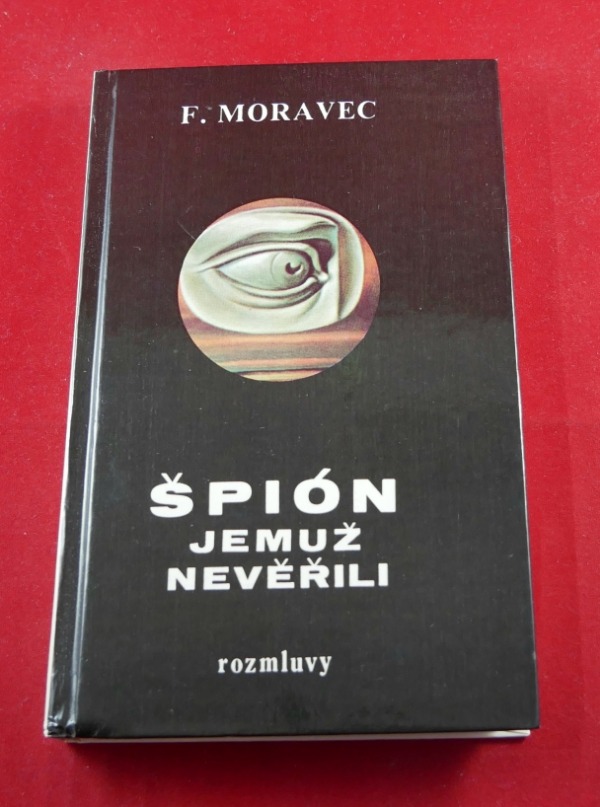 F. MORAVEC
ŠPIÓN
JEMUŽ
NEVĚŘILI
rozmluvy